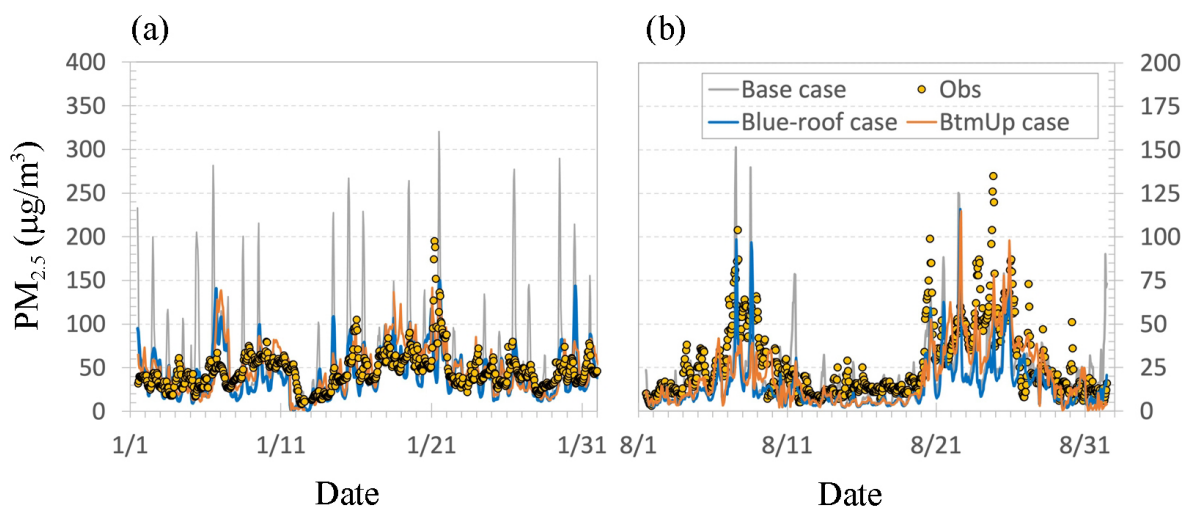 (a) (b)
400 200
350 Base case Obs 175
300 Blue-roof case BtmUp case 150
250 125
200 100
150 75
100 50
50 25
0 0
PM2.5 (µg/m³)
1/1 1/11 1/21 1/31 8/1 8/11 8/21 8/31
Date Date